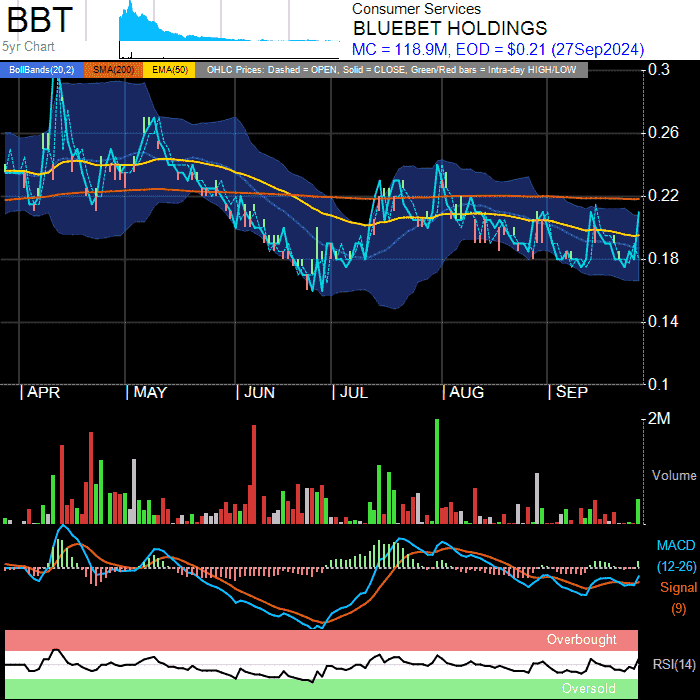 BBT
5yr Chart
Consumer Services
BLUEBET HOLDINGS
MC = 118.9M, EOD = $0.21 (27Sep2024)
BollBands(20,2) SMA(200) EMA(50) OHLC Prices: Dashed = OPEN, Solid = CLOSE, Green/Red bars = Intra-day HIGH/LOW
0.3
0.26
0.22
0.18
0.14
0.1
| APR | MAY | JUN | JUL | AUG | SEP
2M
Volume
MACD
(12-26)
Signal
(9)
Overbought
RSI(14)
Oversold